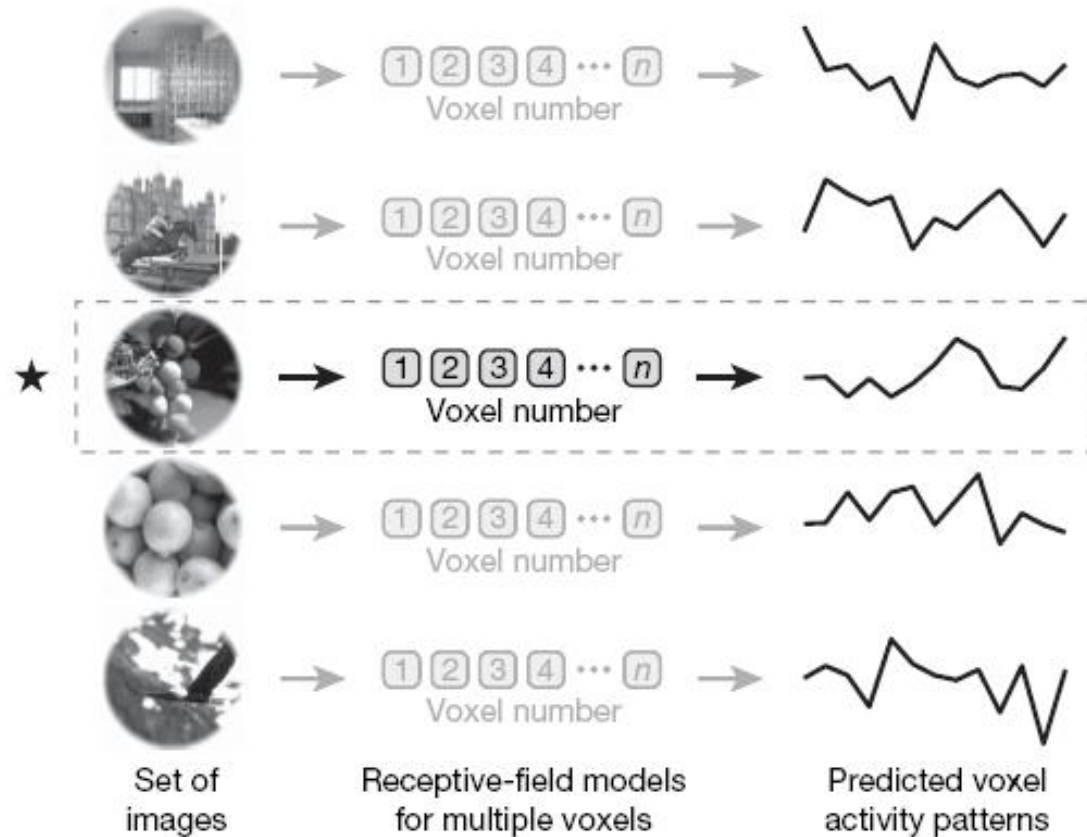 1 2 3 4 ··· n
Voxel number
1 2 3 4 ··· n
Voxel number
★
1 2 3 4 ··· n
Voxel number
1 2 3 4 ··· n
Voxel number
1 2 3 4 ··· n
Voxel number
Set of
images
Receptive-field models
for multiple voxels
Predicted voxel
activity patterns